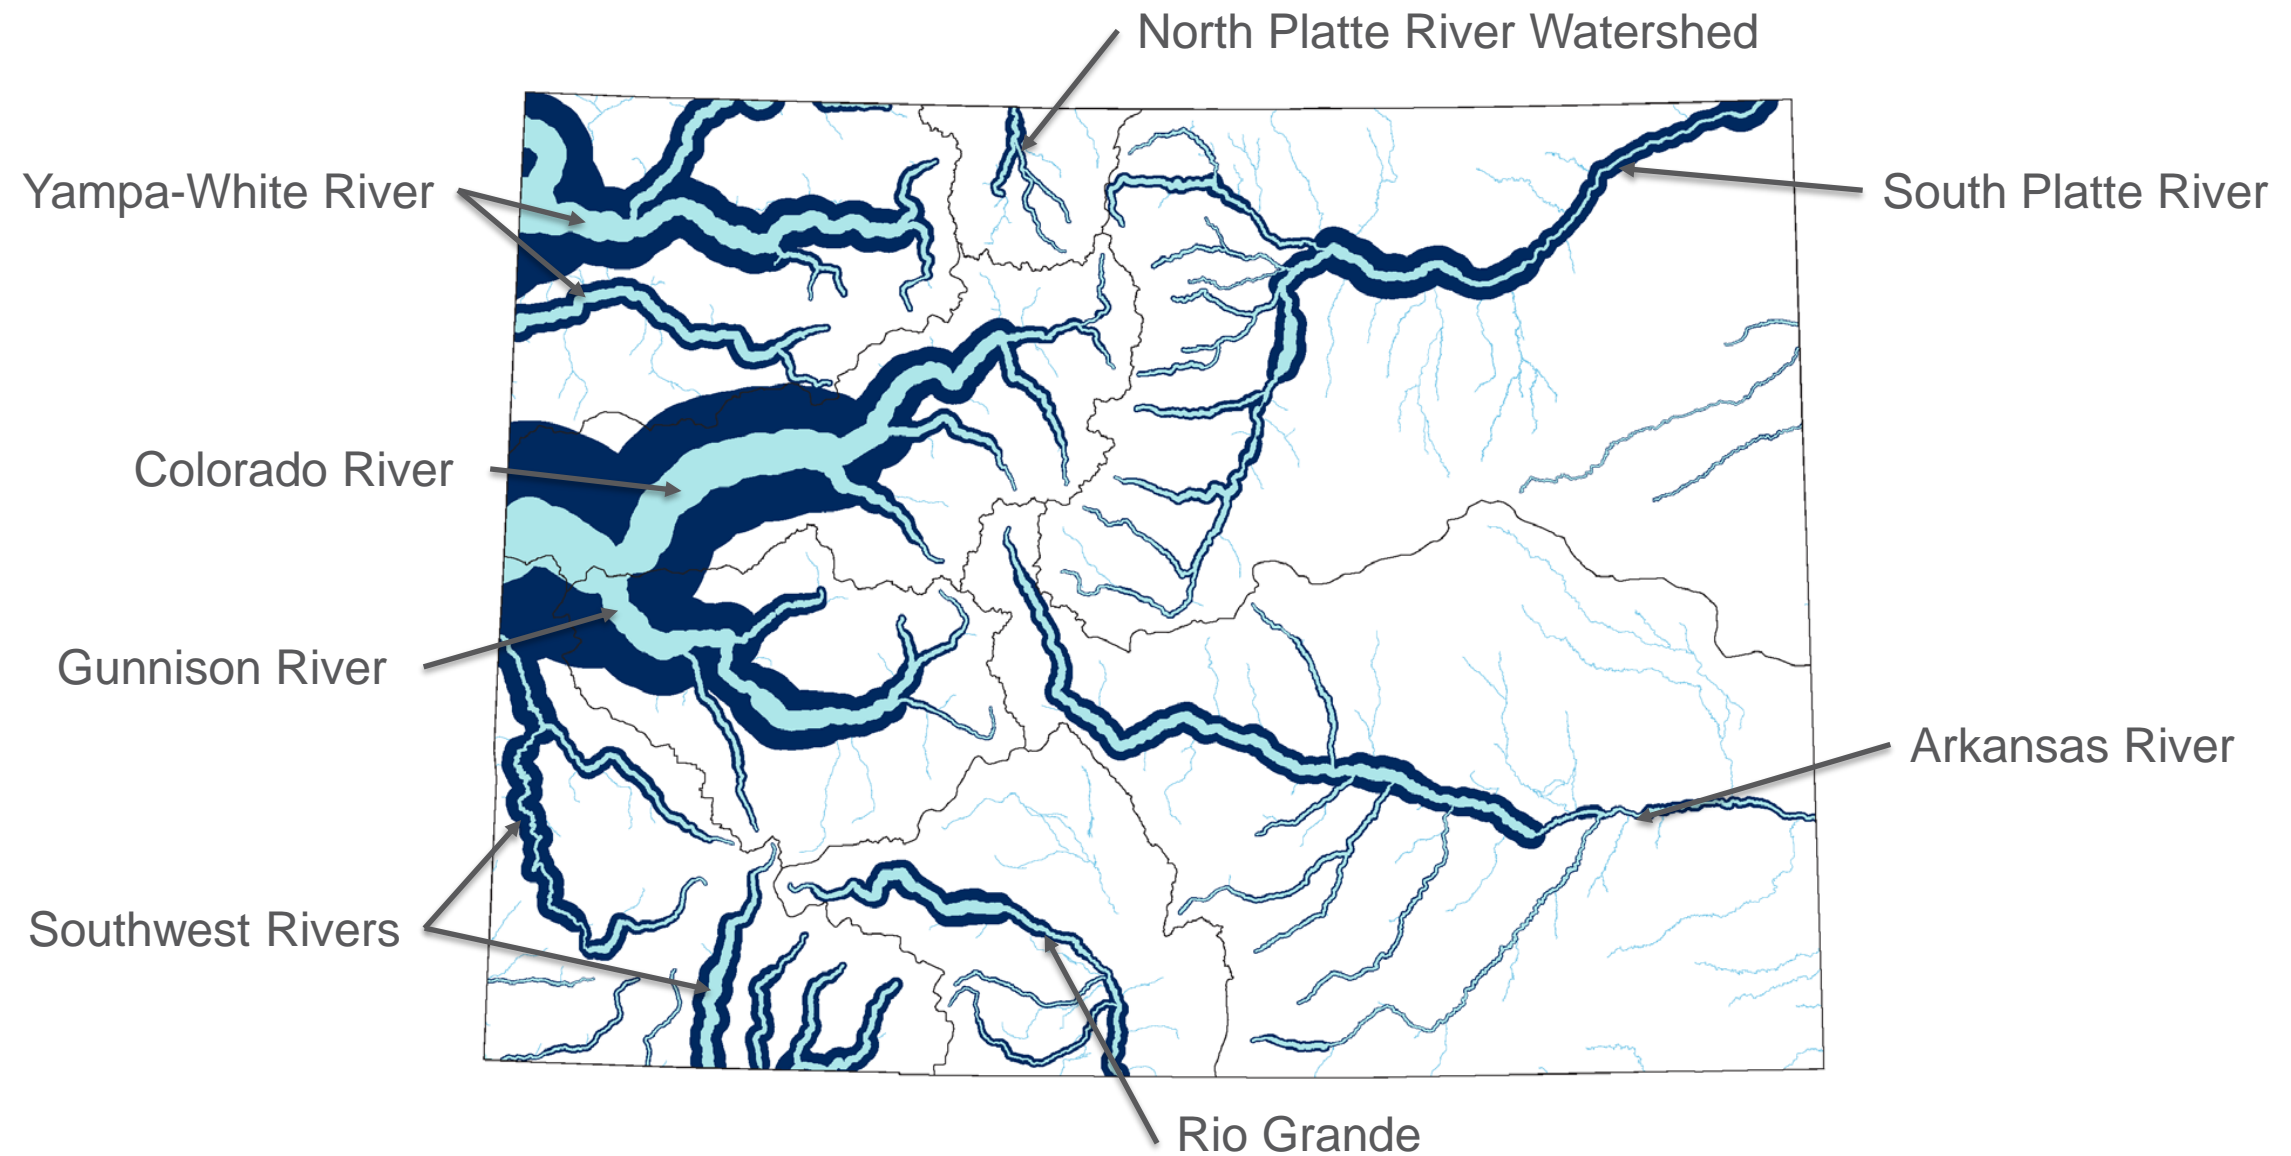 North Platte River Watershed
Yampa-White River
South Platte River
Colorado River
Gunnison River
Arkansas River
Southwest Rivers
Rio Grande